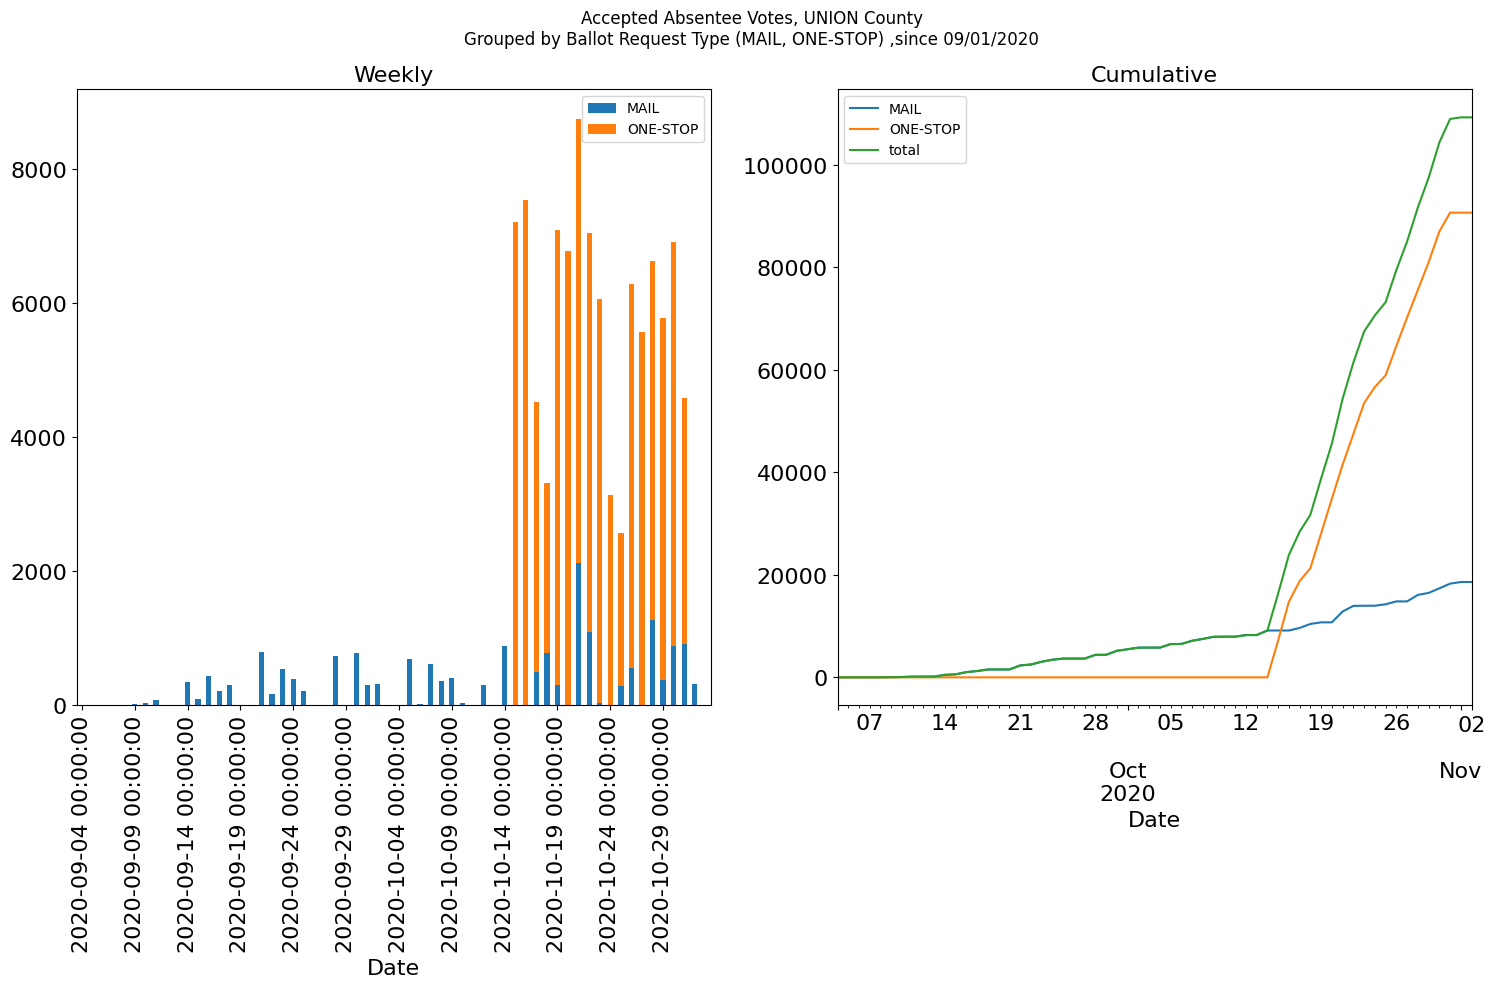 Accepted Absentee Votes, UNION County
Grouped by Ballot Request Type (MAIL, ONE-STOP) ,since 09/01/2020
Weekly
MAIL
ONE-STOP
8000
6000
4000
2000
0
2020-09-04 00:00:00
2020-09-09 00:00:00
2020-09-14 00:00:00
2020-09-19 00:00:00
2020-09-24 00:00:00
2020-09-29 00:00:00
2020-10-04 00:00:00
2020-10-09 00:00:00
2020-10-14 00:00:00
2020-10-19 00:00:00
2020-10-24 00:00:00
2020-10-29 00:00:00
Date
Cumulative
MAIL
ONE-STOP
total
100000
80000
60000
40000
20000
0
07 14 21 28 05 12 19 26 02
Oct Nov
2020
Date